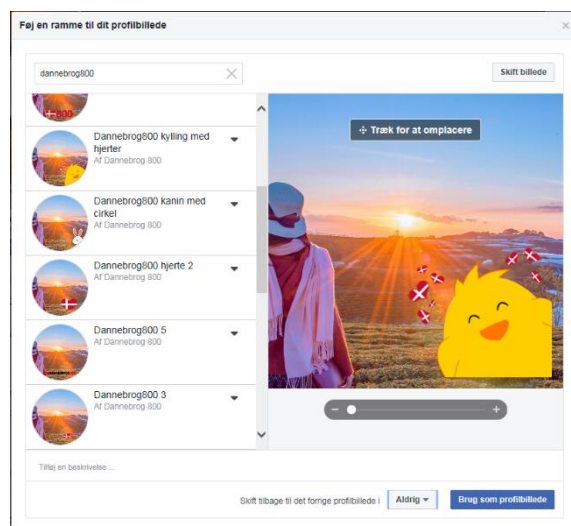 Føj en ramme til dit profilbillede
dannebrog800
Skift billede
800
Træk for at omplacere
Dannebrog800 kylling med
hjerter
Af Dannebrog 800
Dannebrog800 kanin med
cirkel
Af Dannebrog 800
Dannebrog800 hjerte 2
Af Dannebrog 800
Dannebrog800 5
Af Dannebrog 800
Dannebrog800 3
Af Dannebrog 800
Tilføj en beskrivelse ...
Skift tilbage til det forrige profilbillede i
Aldrig
Brug som profilbillede